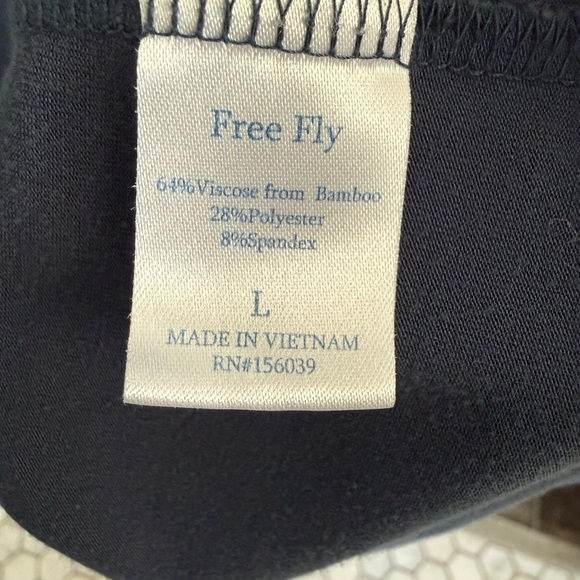 Free Fly
64%Viscose from Bamboo
28%Polyester
8%Spandex
L
MADE IN VIETNAM
RN#156039